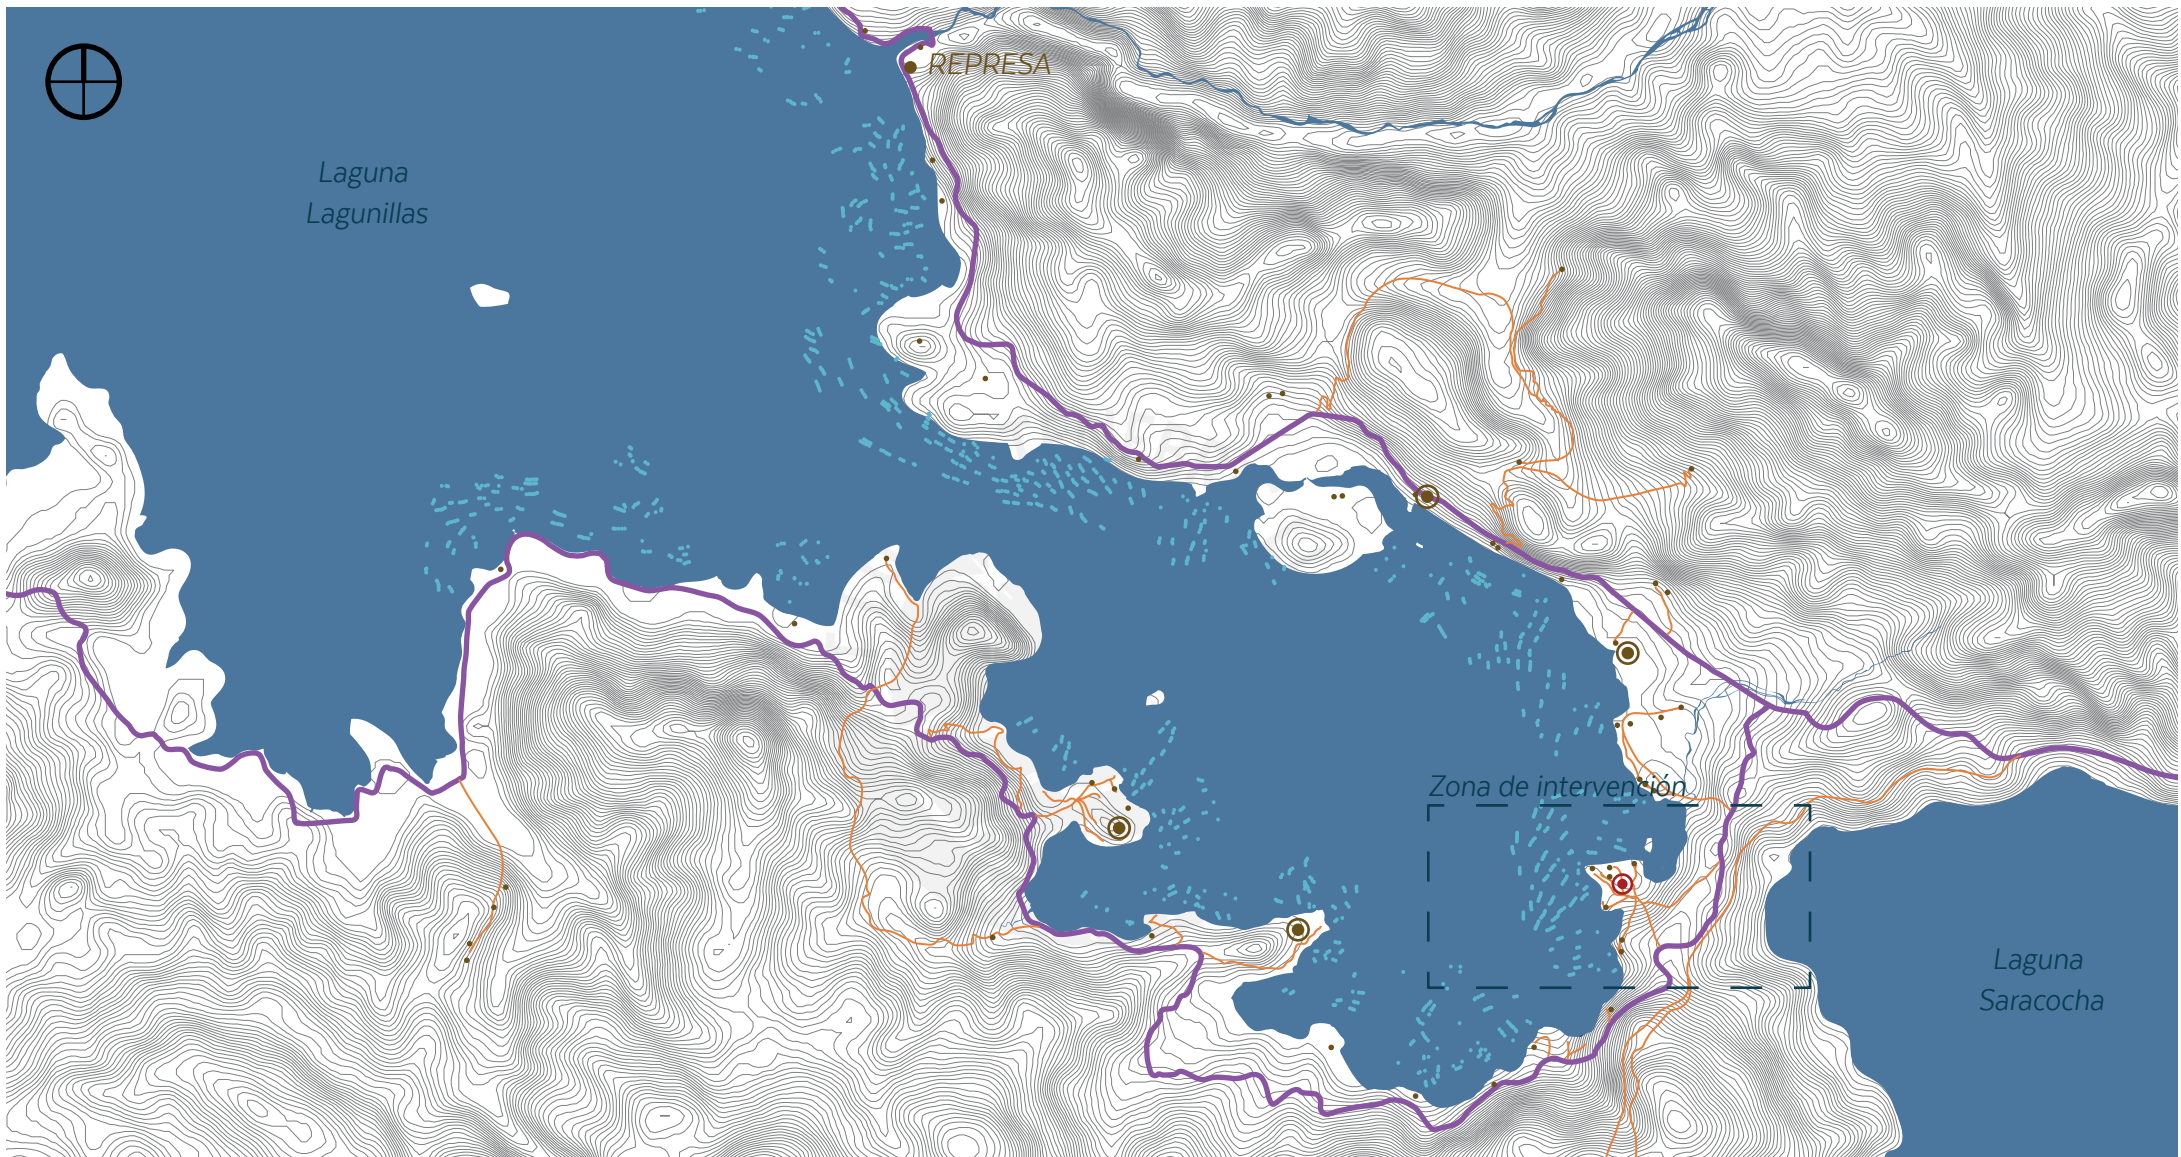 REPRESA
Laguna
Lagunillas
Zona de intervención
Laguna
Saracocha